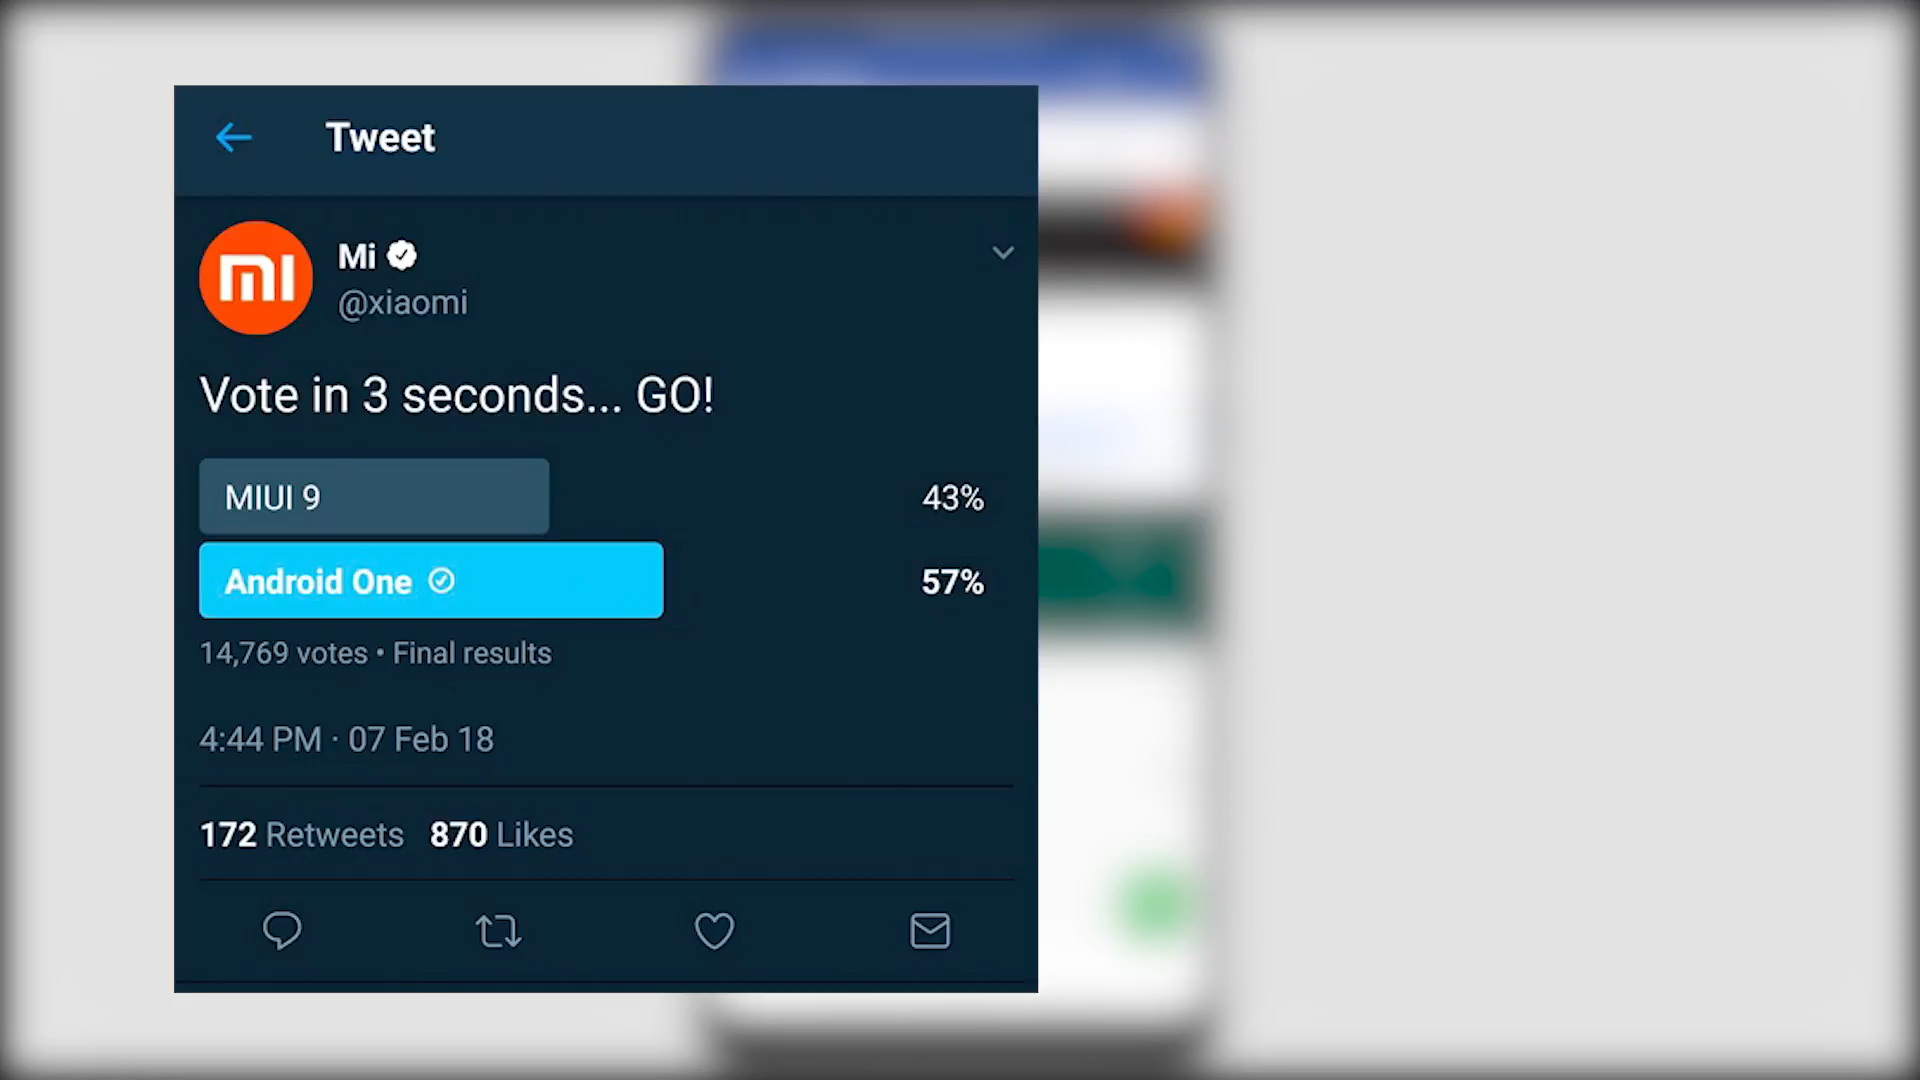 Tweet
mi
Mi
@xiaomi
Vote in 3 seconds... GO!
MIUI 9 43%
Android One 57%
14,769 votes • Final results
4:44 PM · 07 Feb 18
172 Retweets 870 Likes